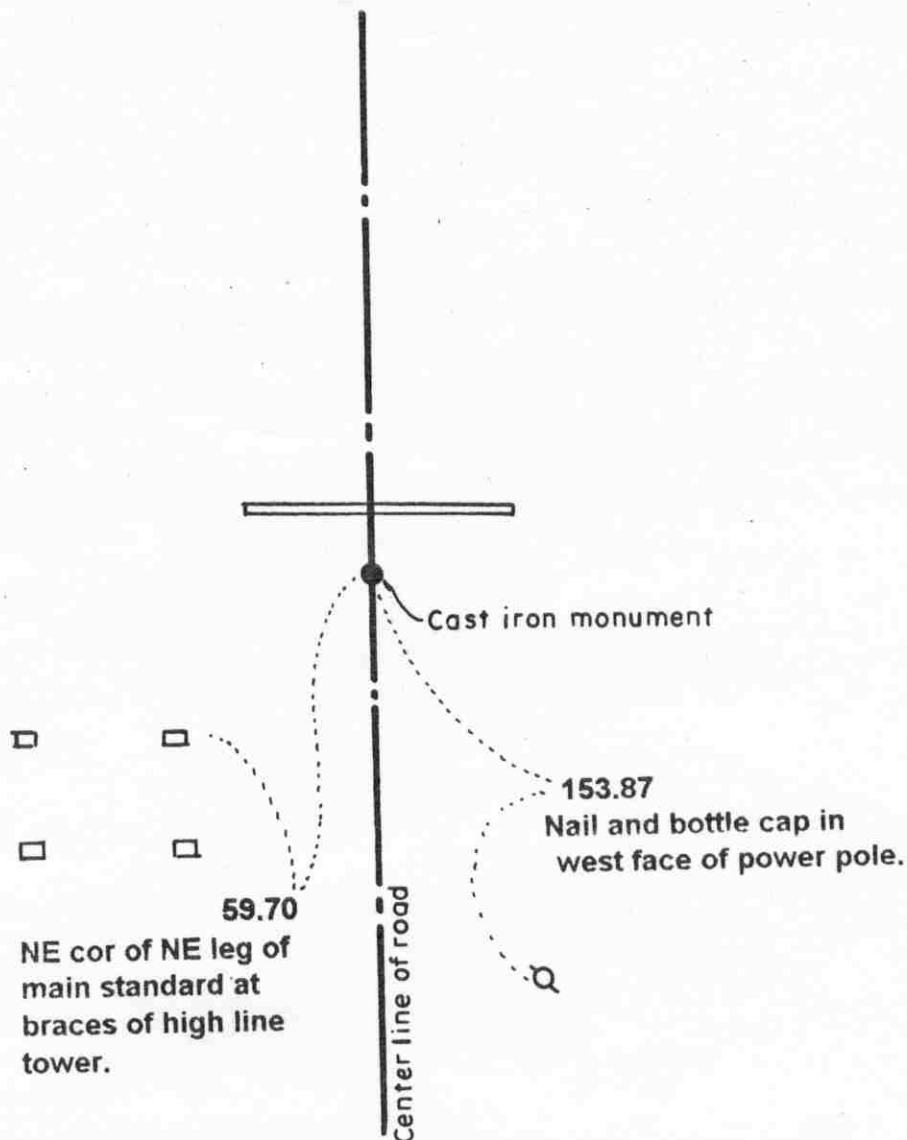 Cast iron monument
153.87
Nail and bottle cap in
west face of power pole.
59.70
NE cor of NE leg of
main standard at
braces of high line
tower.
Center line of road